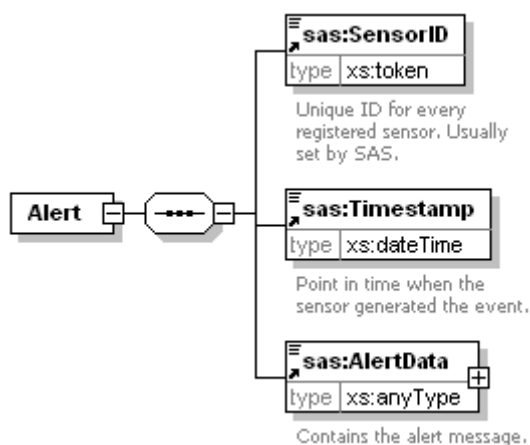 sas:SensorID
type xs:token
Unique ID for every
registered sensor. Usually
set by SAS.
Alert
sas:Timestamp
type xs:dateTime
Point in time when the
sensor generated the event.
sas:AlertData
type xs:anyType
Contains the alert message.